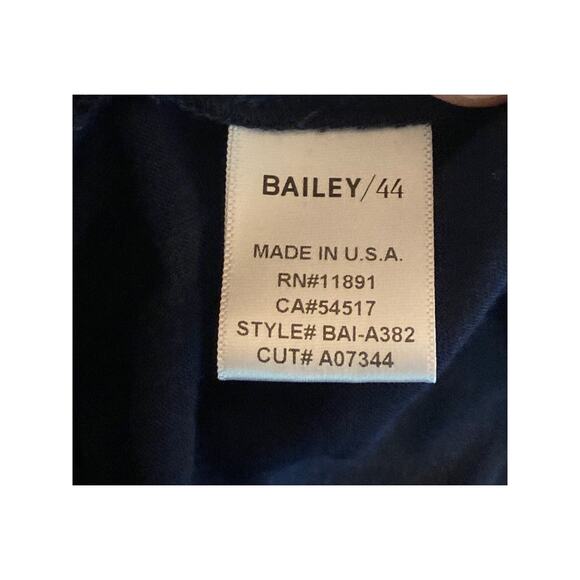 BAILEY/44
MADE IN U.S.A.
RN#11891
CA#54517
STYLE# BAI-A382
CUT# A07344